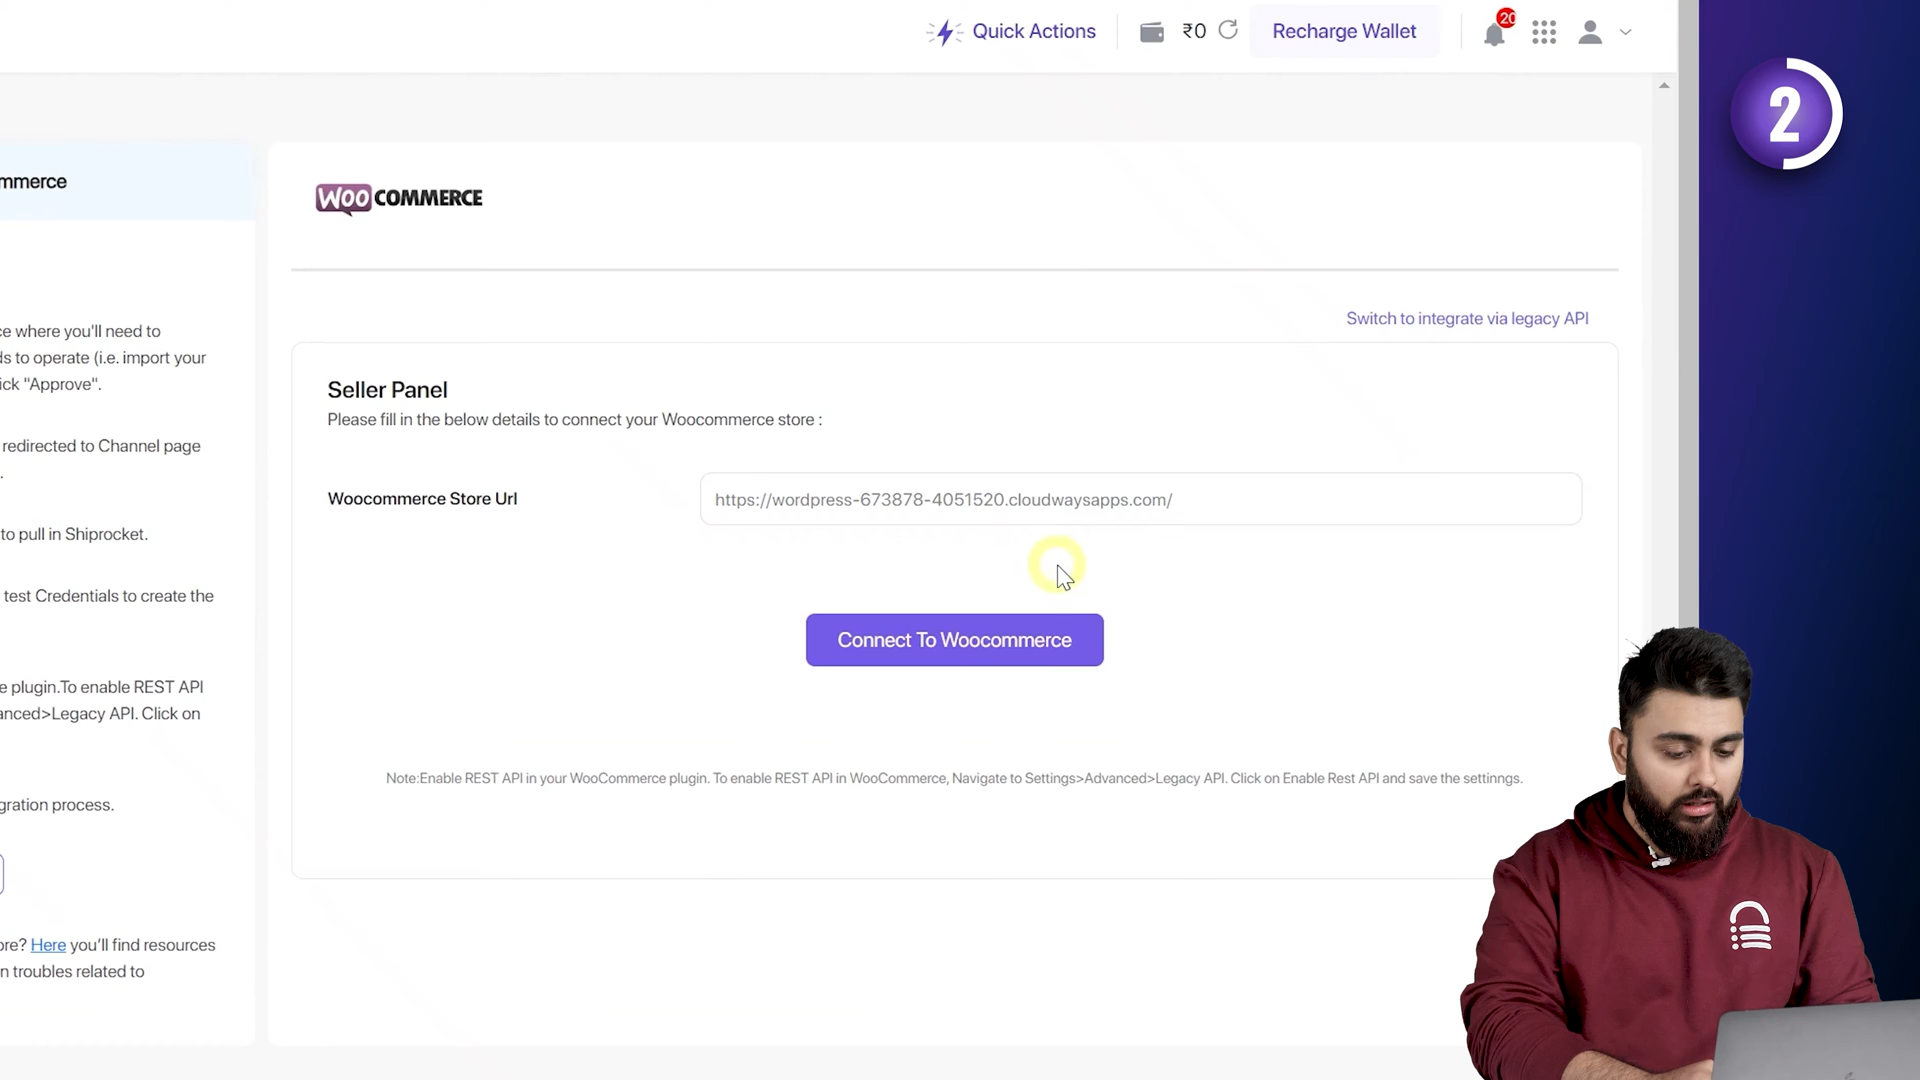 Quick Actions
₹0
Recharge Wallet
20
2
mmerce
ce where you'll need to
ds to operate (i.e. import your
ick "Approve".
redirected to Channel page
.
to pull in Shiprocket.
test Credentials to create the
e plugin.To enable REST API
anced>Legacy API. Click on
gration process.
ore? Here you'll find resources
n troubles related to
WOO COMMERCE
Switch to integrate via legacy API
Seller Panel
Please fill in the below details to connect your Woocommerce store :
Woocommerce Store Url
https://wordpress-673878-4051520.cloudwaysapps.com/
Connect To Woocommerce
Note:Enable REST API in your WooCommerce plugin. To enable REST API in WooCommerce, Navigate to Settings>Advanced>Legacy API. Click on Enable Rest API and save the settinngs.